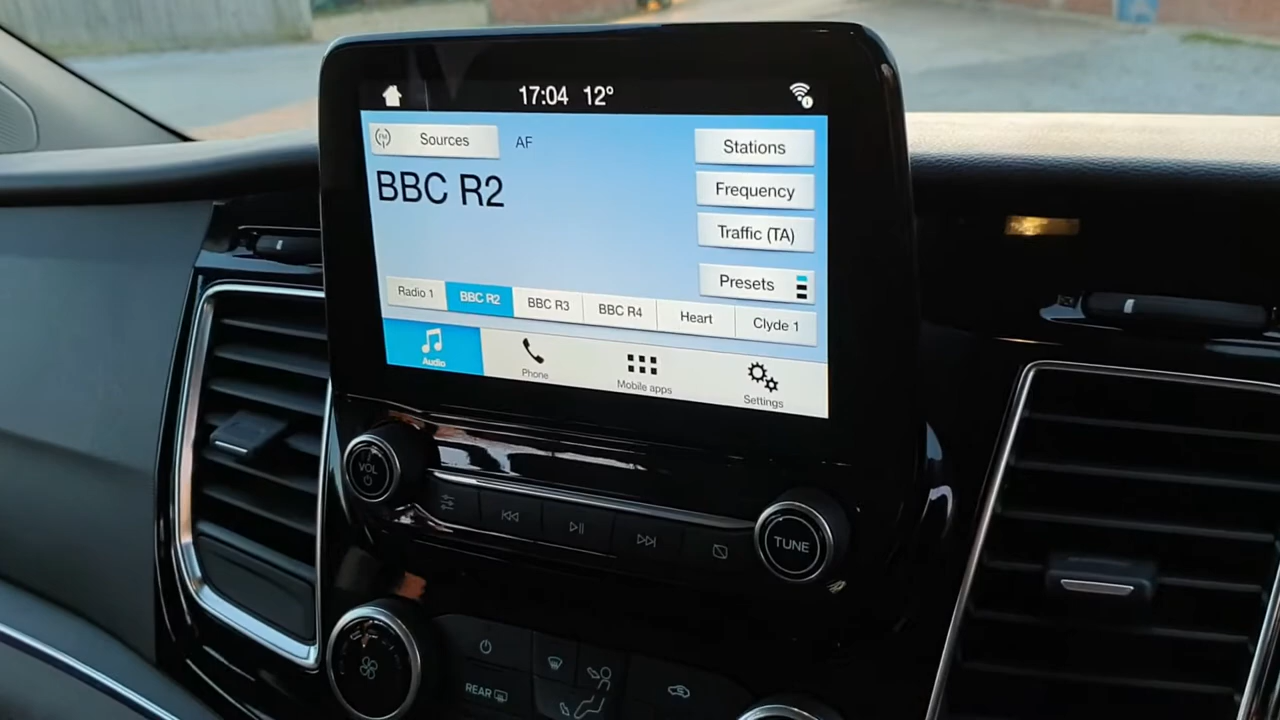 17:04 12°
FM Sources AF
Stations
BBC R2
Frequency
Traffic (TA)
Presets
Radio 1 BBC R2 BBC R3 BBC R4 Heart Clyde 1
Audio Phone Mobile apps Settings
VOL
TUNE
REAR